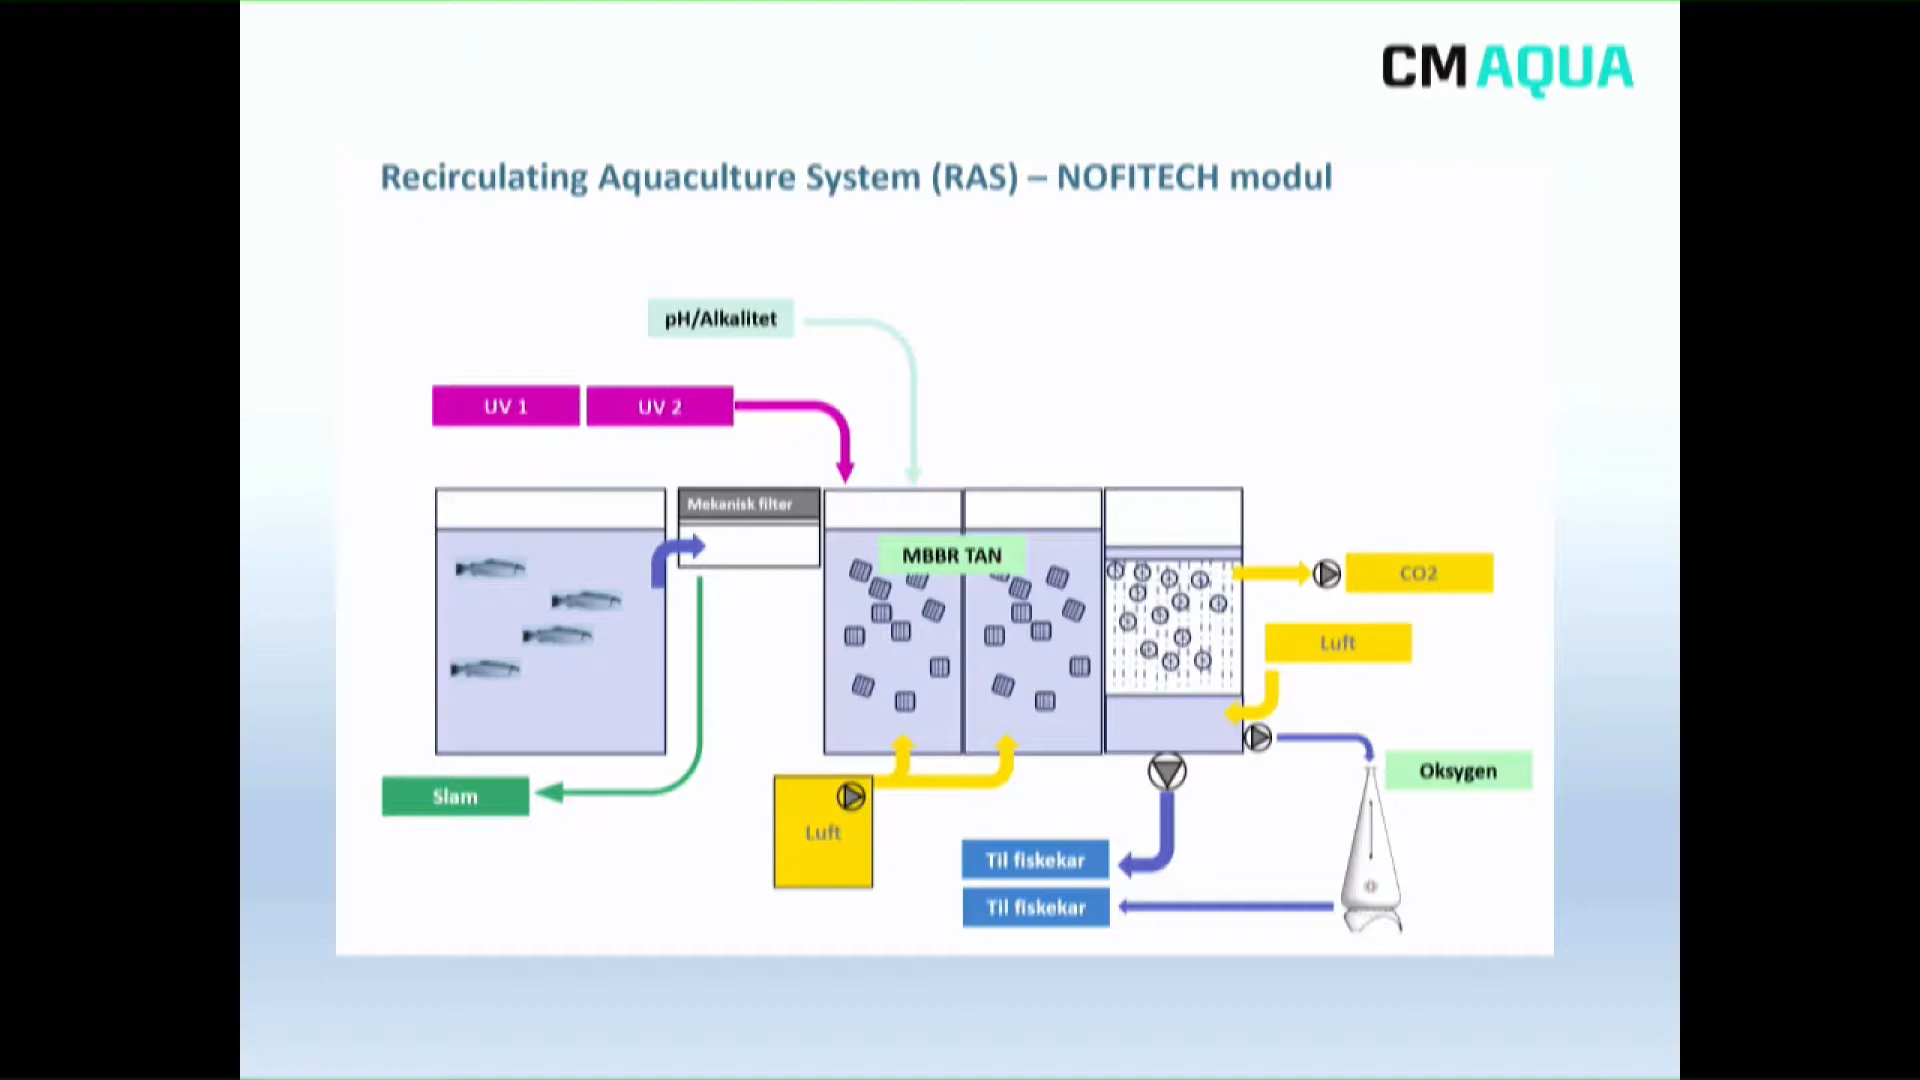 CM AQUA
Recirculating Aquaculture System (RAS) – NOFITECH modul
pH/Alkalitet
UV 1
UV 2
Mekanisk filter
MBBR TAN
CO2
Luft
Oksygen
Slam
Luft
Til fiskekar
Til fiskekar